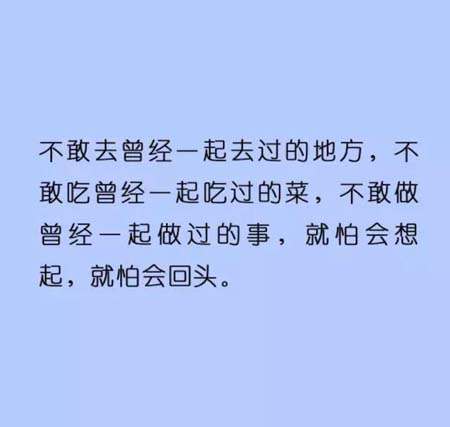 不敢去曾经一起去过的地方，不
敢吃曾经一起吃过的菜，不敢做
曾经一起做过的事，就怕会想
起，就怕会回头。